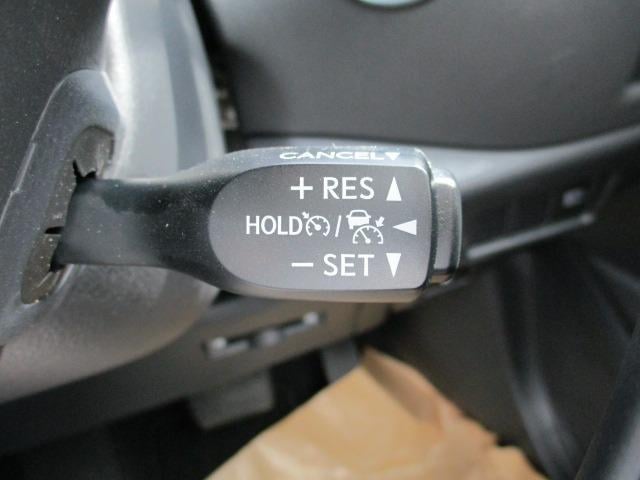 CANCEL▼
+ RES ▲
HOLD / ◀
− SET ▼